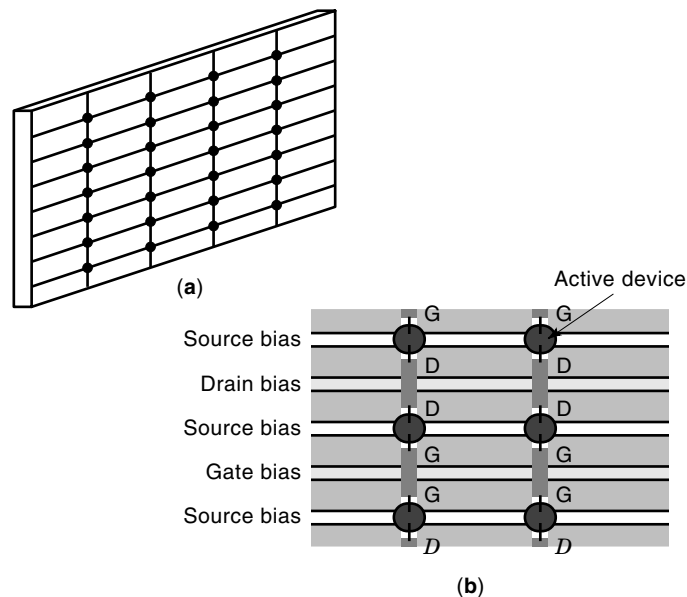 (a)
Active device
G G
Source bias
D D
Drain bias
D D
Source bias
G G
Gate bias
G G
Source bias
D D
(b)